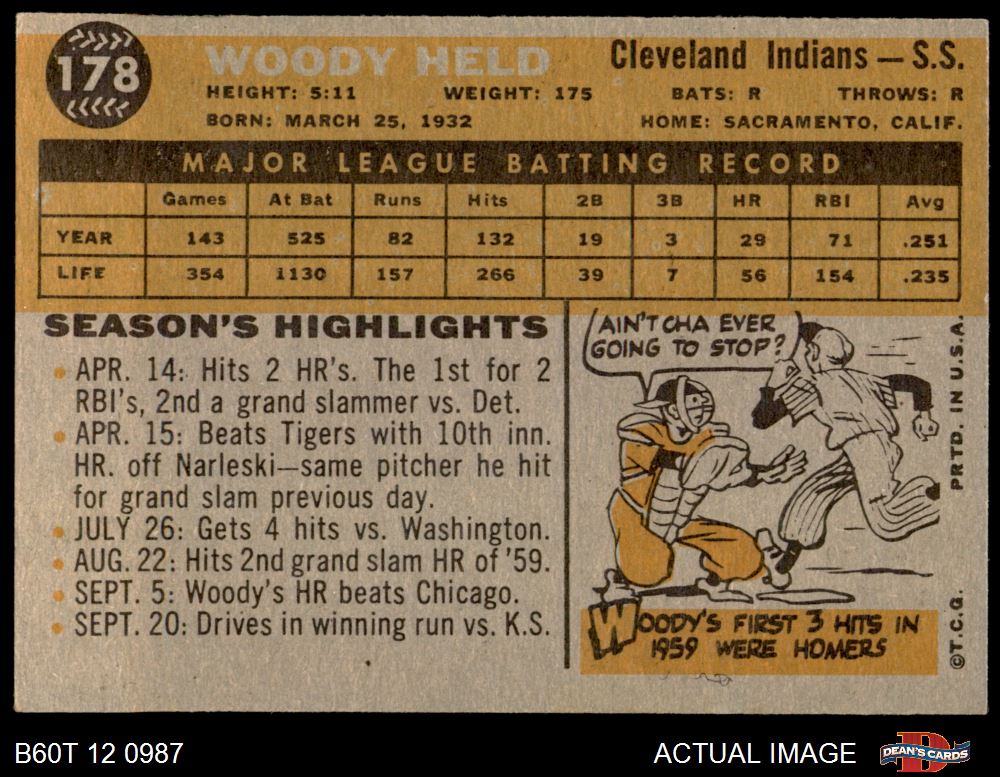 178
WOODY HELD
Cleveland Indians — S.S.
HEIGHT: 5:11 WEIGHT: 175 BATS: R THROWS: R
BORN: MARCH 25, 1932 HOME: SACRAMENTO, CALIF.
MAJOR LEAGUE BATTING RECORD
Games At Bat Runs Hits 2B 3B HR RBI Avg
YEAR 143 525 82 132 19 3 29 71 .251
LIFE 354 1130 157 266 39 7 56 154 .235
SEASON'S HIGHLIGHTS
APR. 14: Hits 2 HR's. The 1st for 2
RBI's, 2nd a grand slammer vs. Det.
APR. 15: Beats Tigers with 10th inn.
HR. off Narleski—same pitcher he hit
for grand slam previous day.
JULY 26: Gets 4 hits vs. Washington.
AUG. 22: Hits 2nd grand slam HR of '59.
SEPT. 5: Woody's HR beats Chicago.
SEPT. 20: Drives in winning run vs. K.S.
AIN'T CHA EVER
GOING TO STOP?
WOODY'S FIRST 3 HITS IN
1959 WERE HOMERS
©T.C.G. PRTD. IN U.S.A.
B60T 12 0987
ACTUAL IMAGE
DEAN'S CARDS